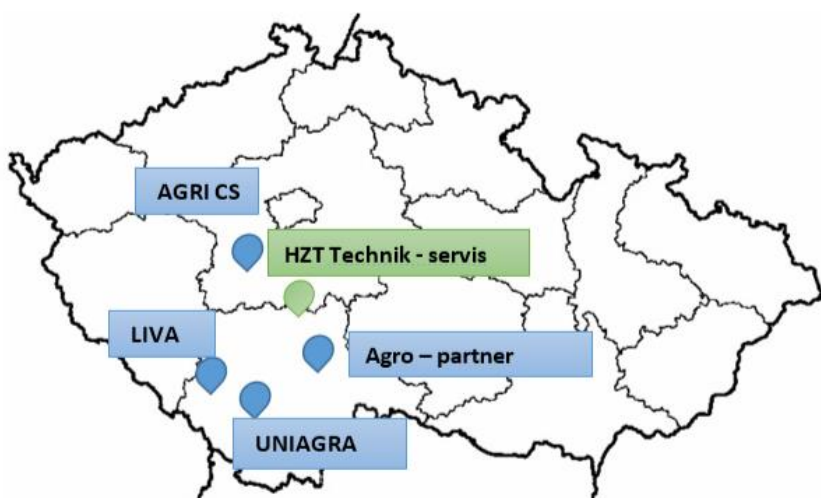 AGRI CS
HZT Technik - servis
LIVA
Agro – partner
UNIAGRA